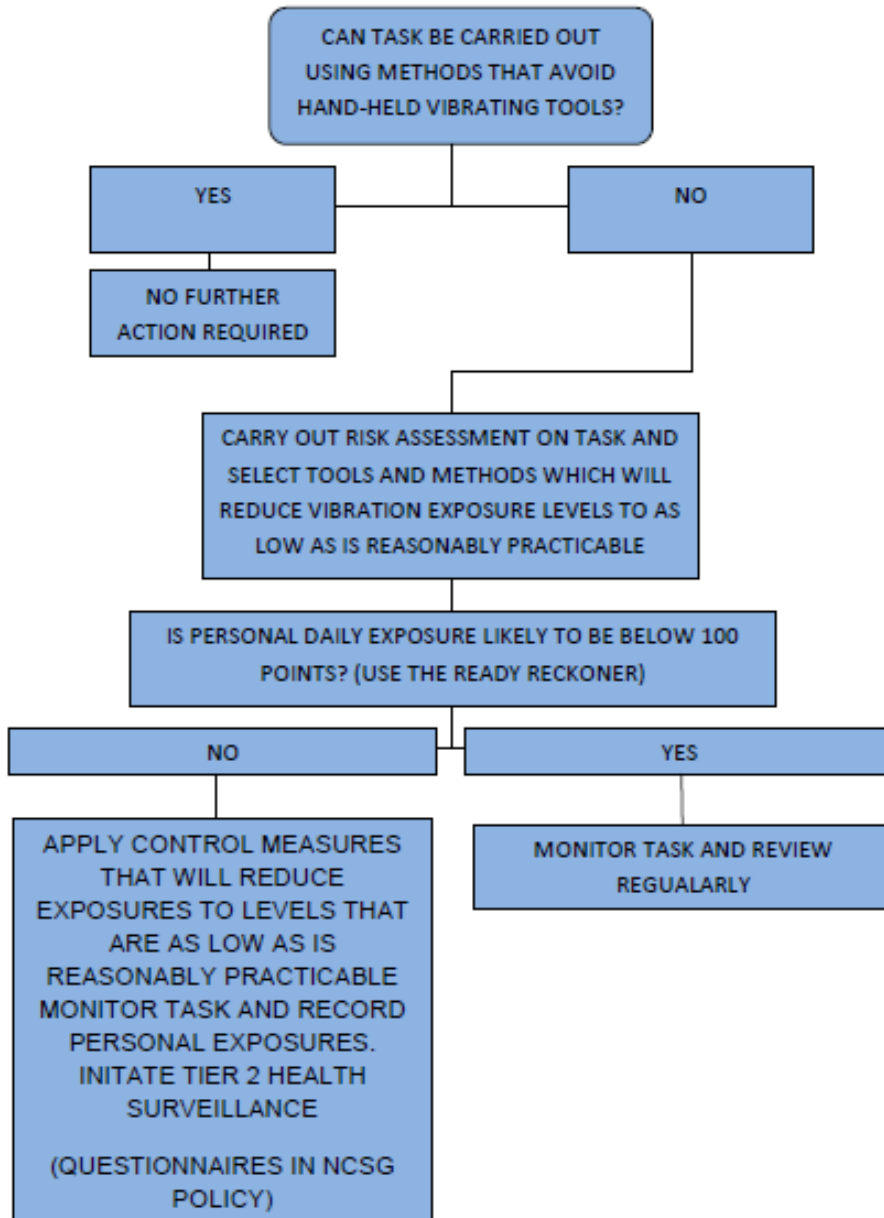 CAN TASK BE CARRIED OUT
USING METHODS THAT AVOID
HAND-HELD VIBRATING TOOLS?
YES
NO
NO FURTHER
ACTION REQUIRED
CARRY OUT RISK ASSESSMENT ON TASK AND
SELECT TOOLS AND METHODS WHICH WILL
REDUCE VIBRATION EXPOSURE LEVELS TO AS
LOW AS IS REASONABLY PRACTICABLE
IS PERSONAL DAILY EXPOSURE LIKELY TO BE BELOW 100
POINTS? (USE THE READY RECKONER)
NO
YES
APPLY CONTROL MEASURES
THAT WILL REDUCE
EXPOSURES TO LEVELS THAT
ARE AS LOW AS IS
REASONABLY PRACTICABLE
MONITOR TASK AND RECORD
PERSONAL EXPOSURES.
INITATE TIER 2 HEALTH
SURVEILLANCE
(QUESTIONNAIRES IN NCSG
POLICY)
MONITOR TASK AND REVIEW
REGUALARLY